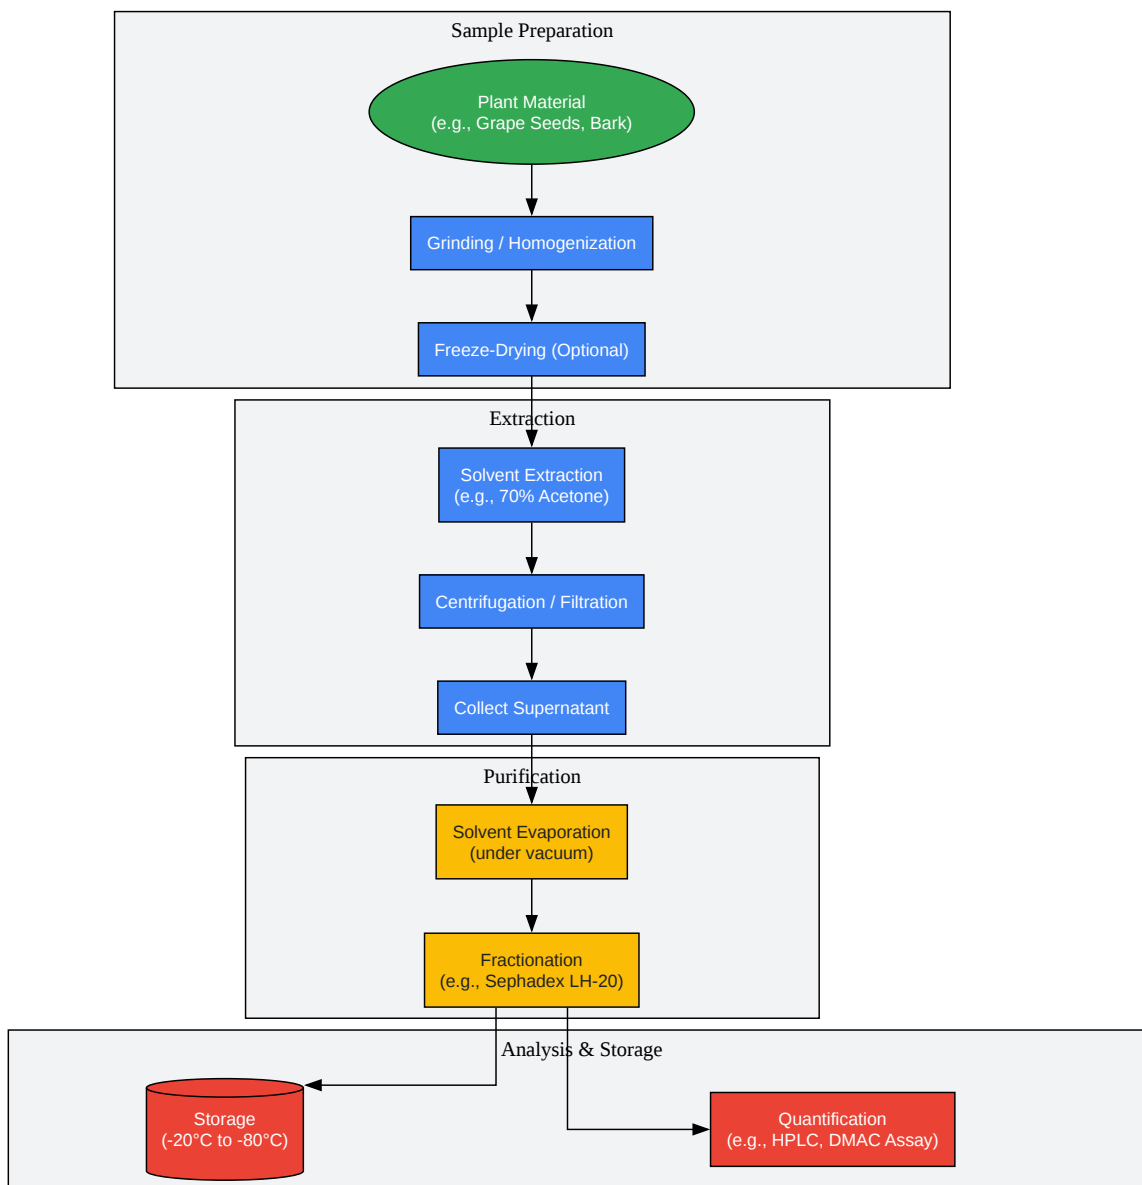 Sample Preparation
Plant Material
(e.g., Grape Seeds, Bark)
Grinding / Homogenization
Freeze-Drying (Optional)
Extraction
Solvent Extraction
(e.g., 70% Acetone)
Centrifugation / Filtration
Collect Supernatant
Purification
Solvent Evaporation
(under vacuum)
Fractionation
(e.g., Sephadex LH-20)
Analysis & Storage
Storage
(-20°C to -80°C)
Quantification
(e.g., HPLC, DMAC Assay)